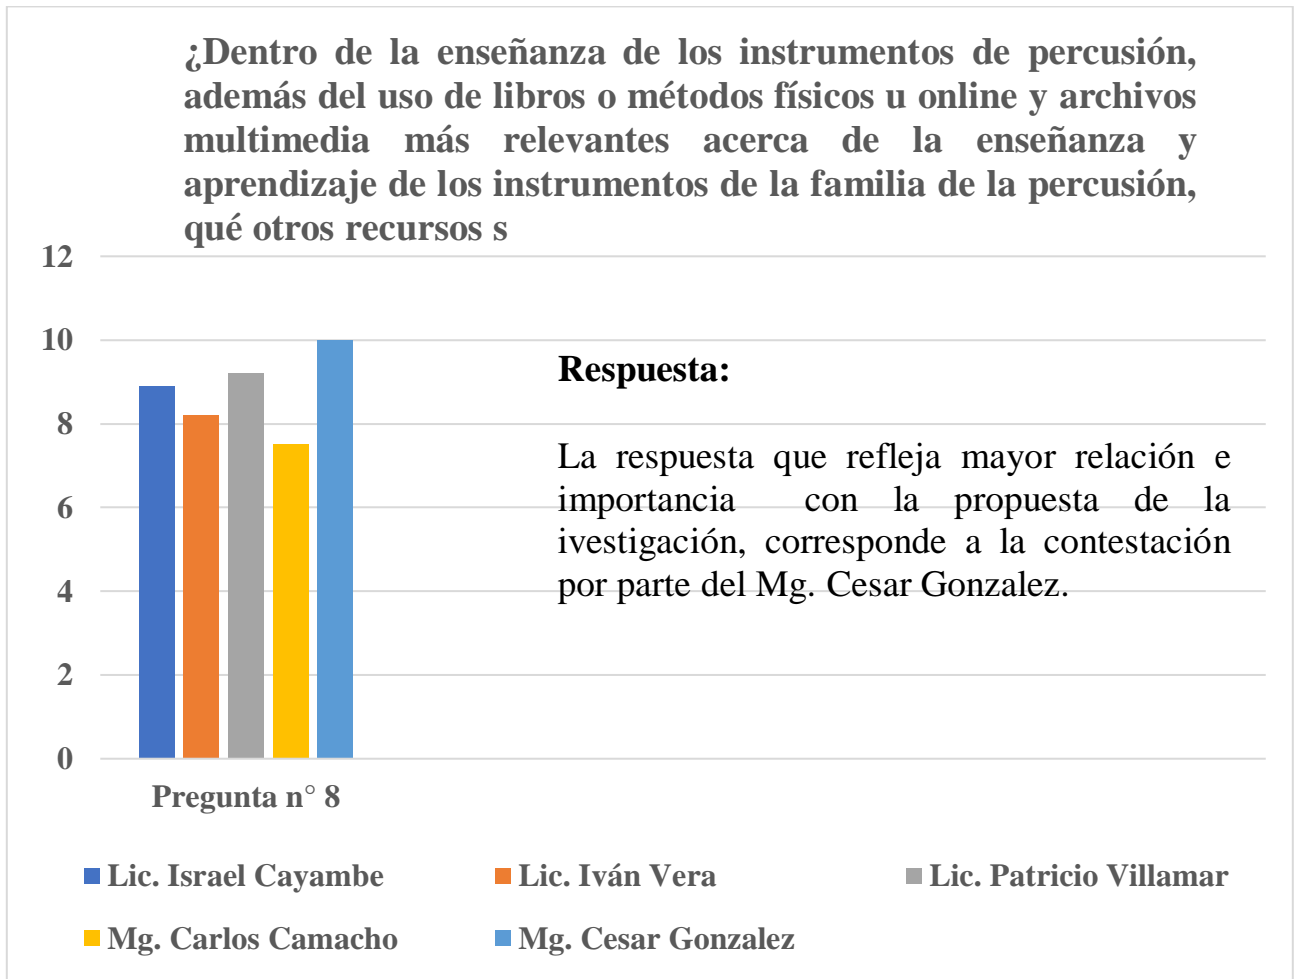 ¿Dentro de la enseñanza de los instrumentos de percusión,
además del uso de libros o métodos físicos u online y archivos
multimedia más relevantes acerca de la enseñanza y
aprendizaje de los instrumentos de la familia de la percusión,
qué otros recursos s
12
10
8
6
4
2
0
Respuesta:
La respuesta que refleja mayor relación e
importancia con la propuesta de la
ivestigación, corresponde a la contestación
por parte del Mg. Cesar Gonzalez.
Pregunta n° 8
Lic. Israel Cayambe
Lic. Iván Vera
Lic. Patricio Villamar
Mg. Carlos Camacho
Mg. Cesar Gonzalez